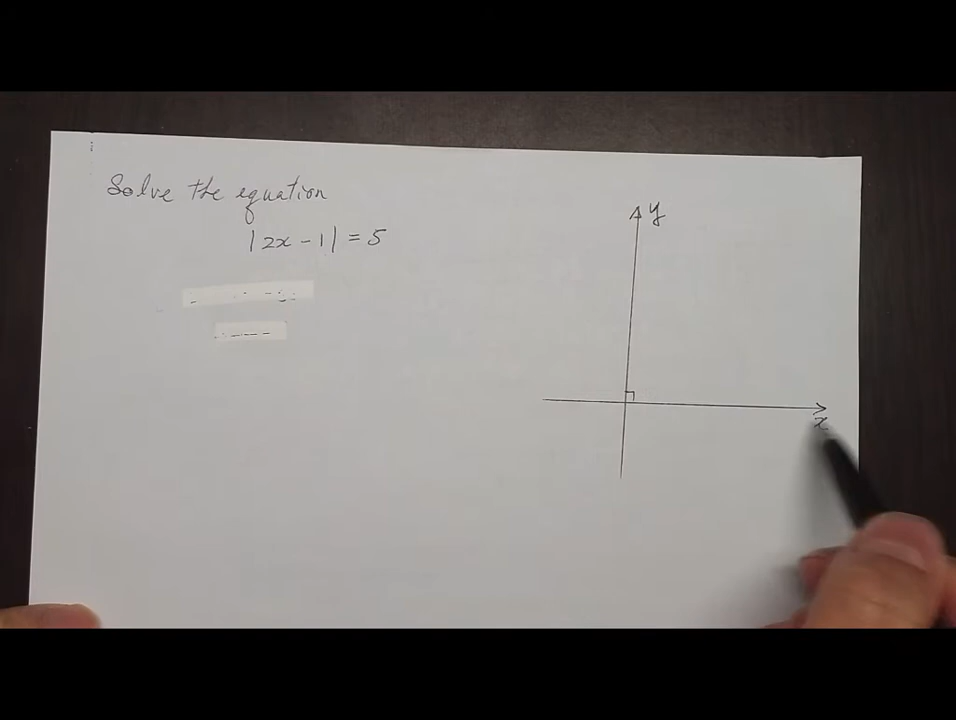 Solve the equation
|2x - 1| = 5
y
x